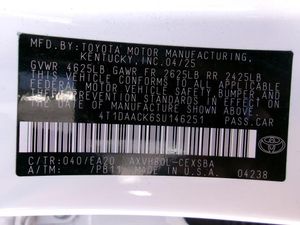 MFD.BY:TOYOTA MOTOR MANUFACTURING,
KENTUCKY,INC.04/25
GVWR 4625LB GAWR FR 2625LB RR 2425LB
THIS VEHICLE CONFORMS TO ALL APPLICABLE
FEDERAL MOTOR VEHICLE SAFETY, BUMPER AND
THEFT PREVENTION STANDARDS IN EFFECT ON THE
DATE OF MANUFACTURE SHOWN ABOVE.
4T1DAACK6SU146251 PASS.CAR
C/TR:040/EA20 AXVH80L-CEXSBA
A/TM: /P811 MADE IN U.S.A. 04238
TOYOTA